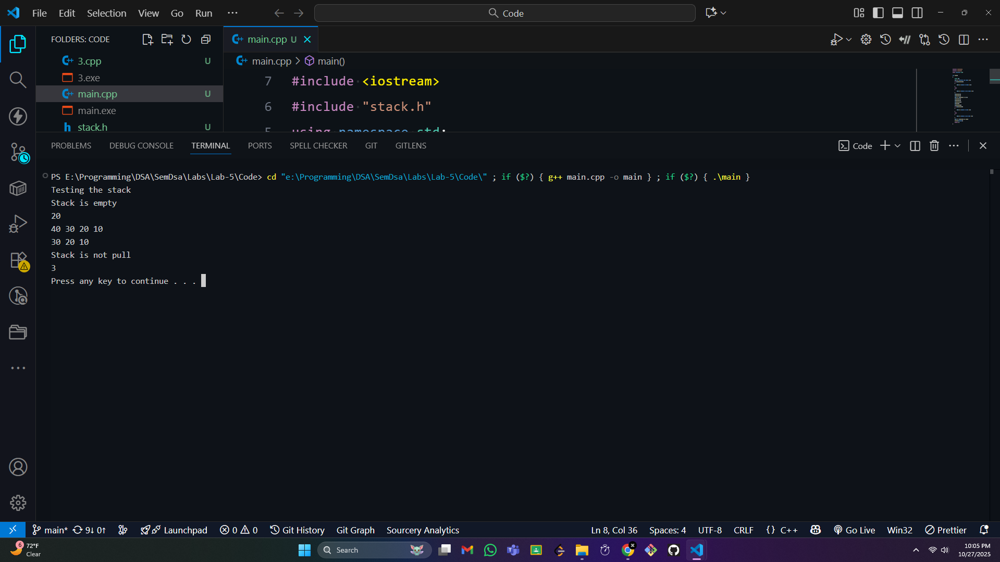 File Edit Selection View Go Run ···
Code
FOLDERS: CODE
3.cpp U
3.exe
main.cpp U
main.exe
stack.h U
main.cpp U
main.cpp > main()
7 #include <iostream>
6 #include "stack.h"
5 using namespace std;
PROBLEMS DEBUG CONSOLE TERMINAL PORTS SPELL CHECKER GIT GITLENS
Code
PS E:\Programming\DSA\SemDsa\Labs\Lab-5\Code> cd "e:\Programming\DSA\SemDsa\Labs\Lab-5\Code\" ; if ($?) { g++ main.cpp -o main } ; if ($?) { .\main }
Testing the stack
Stack is empty
20
40 30 20 10
30 20 10
Stack is not pull
3
Press any key to continue . . .
main* 9↓ 0↑ Launchpad 0 0 Git History Git Graph Sourcery Analytics
Ln 8, Col 36 Spaces: 4 UTF-8 CRLF {} C++ Go Live Win32 Prettier
6
72°F
Clear
Search
10:05 PM
10/27/2025